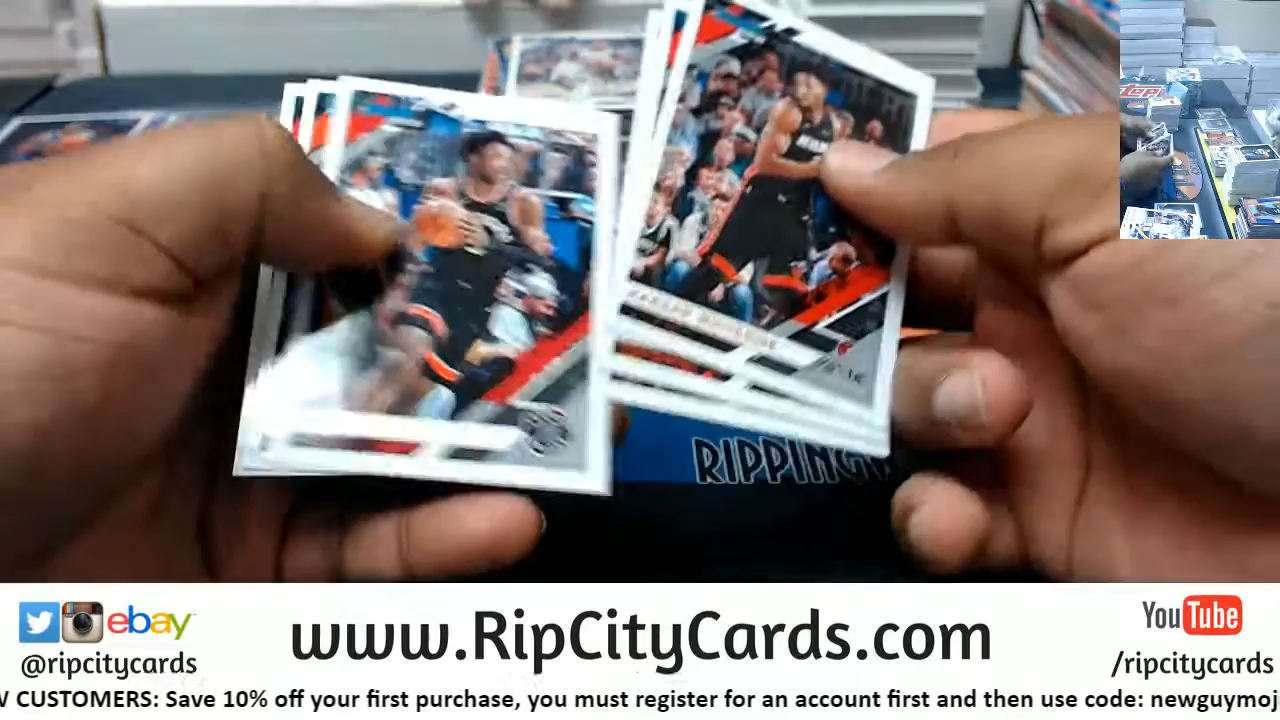 RIPPING
ebay
@ripcitycards
www.RipCityCards.com
YouTube
/ripcitycards
W CUSTOMERS: Save 10% off your first purchase, you must register for an account first and then use code: newguymoj